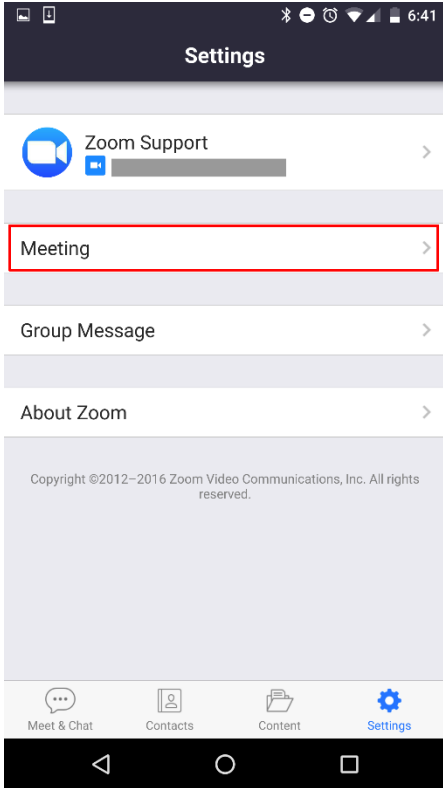 6:41
Settings
Zoom Support
Meeting
Group Message
About Zoom
Copyright ©2012–2016 Zoom Video Communications, Inc. All rights
reserved.
Meet & Chat Contacts Content Settings